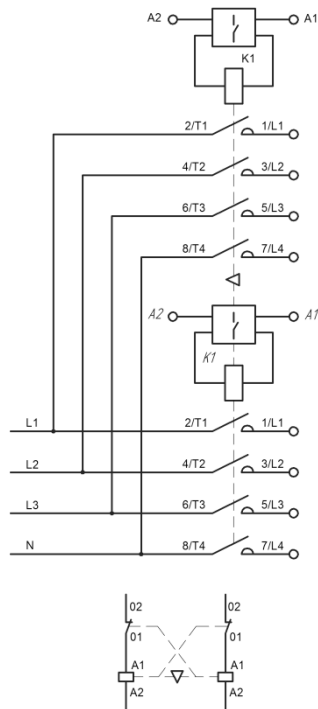 A2 A1
K1
2/T1 1/L1
4/T2 3/L2
6/T3 5/L3
8/T4 7/L4
A2 A1
K1
L1 2/T1 1/L1
L2 4/T2 3/L2
L3 6/T3 5/L3
N 8/T4 7/L4
02 02
01 01
A1 A1
A2 A2